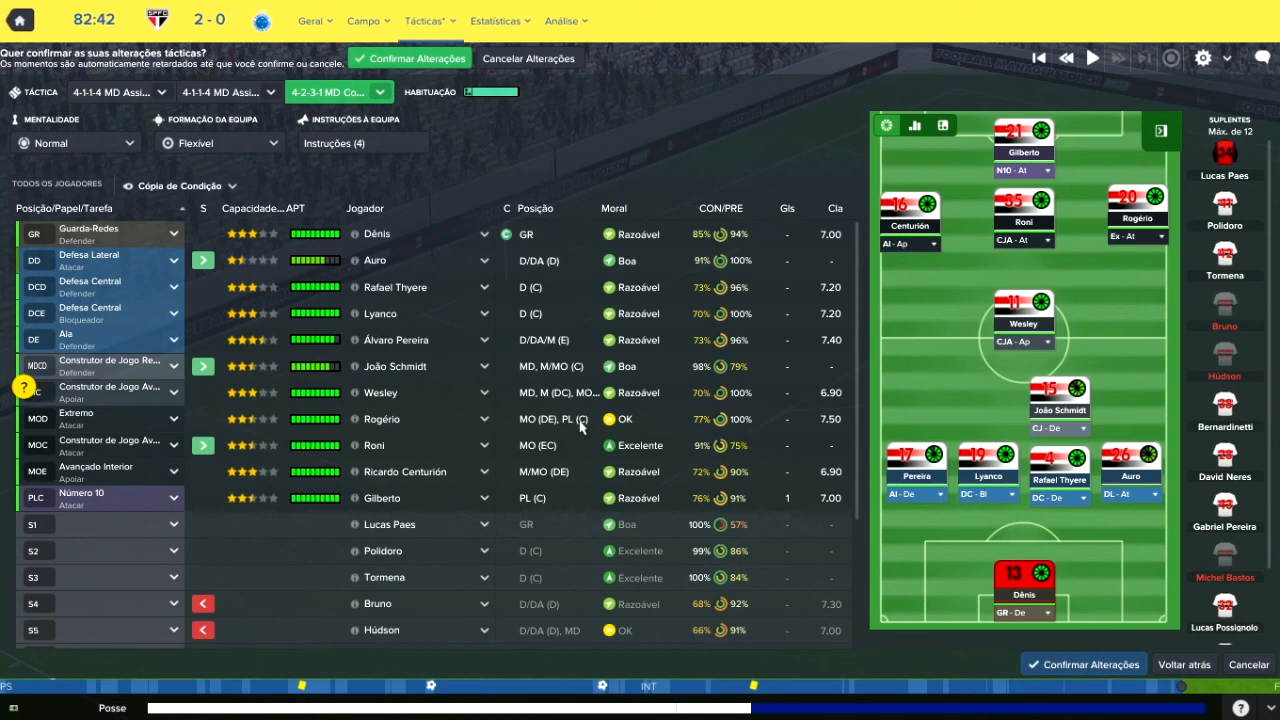 82:42 SPFC 2 - 0 Geral Campo Tácticas* Estatísticas Análise
Quer confirmar as suas alterações tácticas?
Os momentos são automaticamente retardados até que você confirme ou cancele.
Confirmar Alterações Cancelar Alterações
TÁCTICA 4-1-1-4 MD Assi... 4-1-1-4 MD Assi... 4-2-3-1 MD Co... HABITUAÇÃO
MENTALIDADE FORMAÇÃO DA EQUIPA INSTRUÇÕES À EQUIPA
Normal Flexível Instruções (4)
TODOS OS JOGADORES Cópia de Condição
Posição/Papel/Tarefa S Capacidade... APT Jogador C Posição Moral CON/PRE Gls Cla
GR Guarda-Redes Defender Dênis C GR Razoável 85% 94% - 7.00
DD Defesa Lateral Atacar Auro D/DA (D) Boa 91% 100% - -
DCD Defesa Central Defender Rafael Thyere D (C) Razoável 73% 96% - 7.20
DCE Defesa Central Bloqueador Lyanco D (C) Razoável 70% 100% - 7.20
DE Ala Defender Álvaro Pereira D/DA/M (E) Razoável 73% 96% - 7.40
MDCD Construtor de Jogo Re... Defender João Schmidt MD, M/MO (C) Boa 98% 79% - -
? Construtor de Jogo Av... Apoiar Wesley MD, M (DC), MO... Razoável 70% 100% - 6.90
MOD Extremo Atacar Rogério MO (DE), PL (C) OK 77% 100% - 7.50
MOC Construtor de Jogo Av... Atacar Roni MO (EC) Excelente 91% 75% - -
MOE Avançado Interior Apoiar Ricardo Centurión M/MO (DE) Razoável 72% 90% - 6.90
PLC Número 10 Atacar Gilberto PL (C) Razoável 76% 91% 1 7.00
S1 Lucas Paes GR Boa 100% 57% - -
S2 Polidoro D (C) Excelente 99% 86% - -
S3 Tormena D (C) Excelente 100% 84% - -
S4 Bruno D/DA (D) Razoável 68% 92% - 7.30
S5 Húdson D/DA (D), MD OK 66% 91% - 7.00
21
Gilberto
N10 - At
16 35 20
Centurión Roni Rogério
AI - Ap CJA - At Ex - At
11
Wesley
CJA - Ap
15
João Schmidt
CJ - De
17 19 4 26
Pereira Lyanco Rafael Thyere Auro
Al - De DC - Bl DC - De DL - At
13
Dênis
GR - De
SUPLENTES
Máx. de 12
Lucas Paes
Polidoro
Tormena
Bruno
Húdson
Bernardinetti
David Neres
Gabriel Pereira
Michel Bastos
Lucas Possignolo
Confirmar Alterações Voltar atrás Cancelar
PS INT F
Posse ?